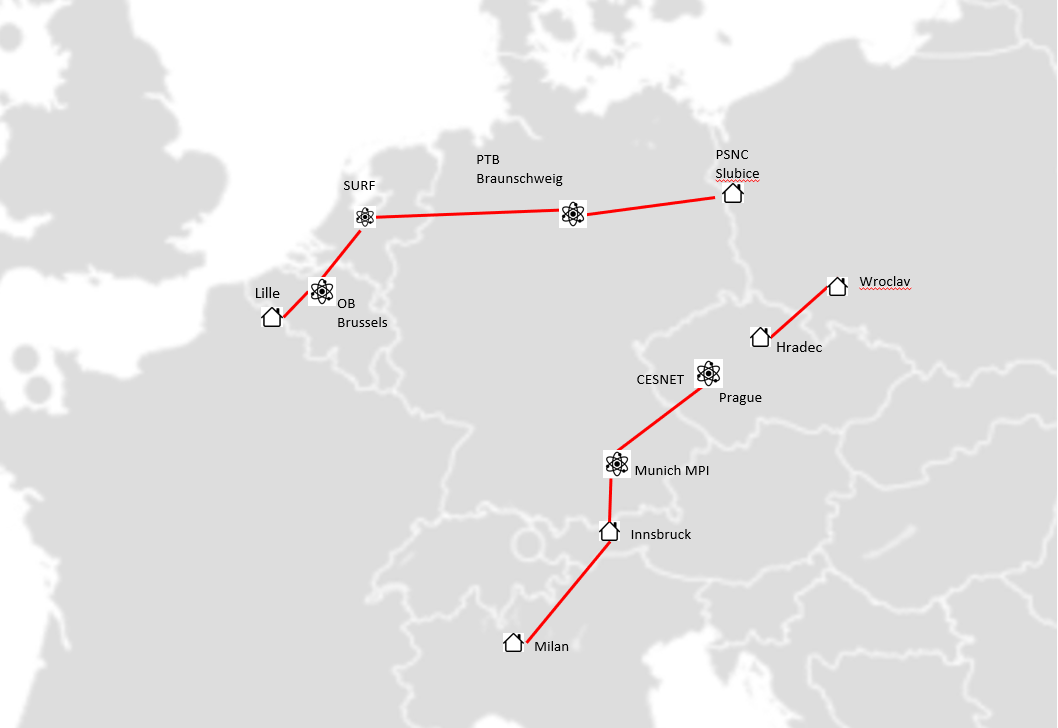 PSNC
Slubice
PTB
Braunschweig
SURF
Wroclav
Lille
OB
Brussels
Hradec
CESNET
Prague
Munich MPI
Innsbruck
Milan